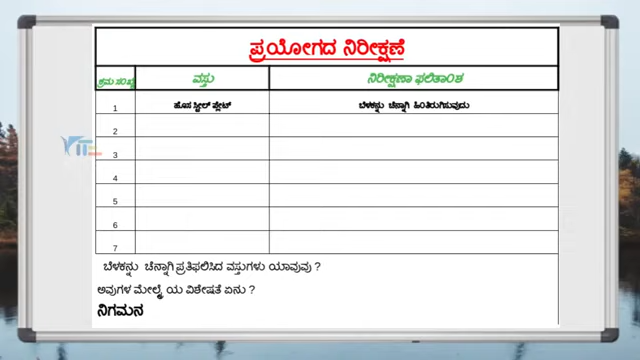 ಪ್ರಯೋಗದ ನಿರೀಕ್ಷಣೆ
ಕ್ರಮ ಸಂಖ್ಯೆ ವಸ್ತು ನಿರೀಕ್ಷಣಾ ಫಲಿತಾಂಶ
1 ಹೊಸ ಸ್ಟೀಲ್ ಪ್ಲೇಟ್ ಬೆಳಕನ್ನು ಚೆನ್ನಾಗಿ ಹಿಂತಿರುಗಿಸುವುದು
2
3
4
5
6
7
ಬೆಳಕನ್ನು ಚೆನ್ನಾಗಿ ಪ್ರತಿಫಲಿಸಿದ ವಸ್ತುಗಳು ಯಾವುವು ?
ಅವುಗಳ ಮೇಲ್ಮೈ ಯ ವಿಶೇಷತೆ ಏನು ?
ನಿಗಮನ